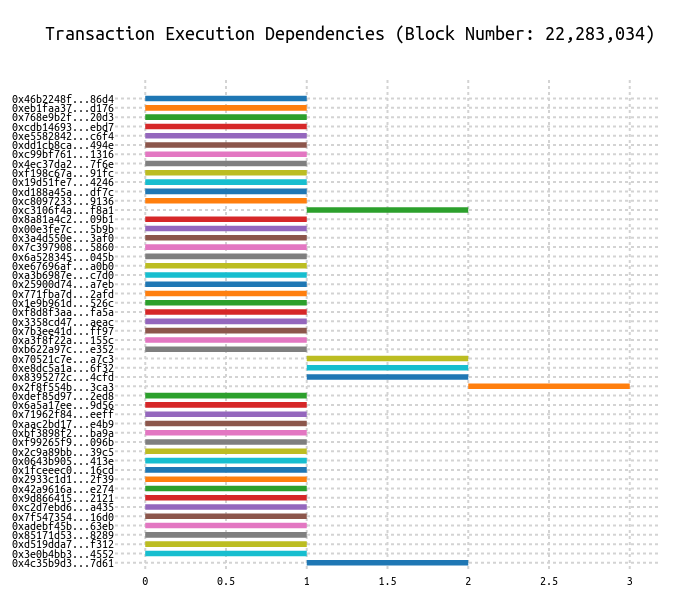 Transaction Execution Dependencies (Block Number: 22,283,034)
0x46b2248f...86d4
0xeb1faa37...d176
0x768e9b2f...20d3
0xcdb14693...ebd7
0xe5582842...c6f4
0xdd1cb8ca...494e
0xc99bf761...1316
0x4ec37da2...7f6e
0xf198c67a...91fc
0x19d51fe7...4246
0xd188a45a...df7c
0xc8097233...9136
0xc3106f4a...f8a1
0x8a81a4c2...09b1
0x00e3fe7c...5b9b
0x3a4d550e...3af0
0x7c397908...5860
0x6a528345...045b
0xe67696af...a0b0
0xa3b6987e...c7d0
0x25900d74...a7eb
0x771fba7d...2afd
0x1e9b961d...526c
0xf8d8f3aa...fa5a
0x3358cd47...aeac
0x7b3ee41d...ff97
0xa3f8f22a...155c
0xb622a97c...e352
0x70521c7e...a7c3
0xe8dc5a1a...6f32
0x8395272c...4cfd
0x2f8f554b...3ca3
0xdef85d97...2ed8
0x6a5a17ee...9d56
0x71962f84...eeff
0xaac2bd17...e4b9
0xbf3898f2...ba9a
0xf99265f9...096b
0x2c9a89bb...39c5
0x0643b905...413e
0x1fceeec0...16cd
0x2933c1d1...2f39
0x42a9616a...e274
0x9d866415...2121
0xc2d7ebd6...a435
0x7f547354...16d0
0xadebf45b...63eb
0x85171d53...8289
0xd519dda7...f312
0x3e0b4bb3...4552
0x4c35b9d3...7d61
0 0.5 1 1.5 2 2.5 3